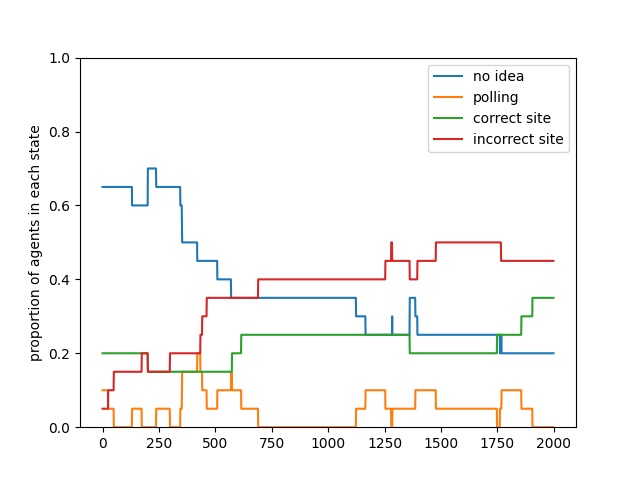 1.0
0.8
0.6
0.4
0.2
0.0
proportion of agents in each state
no idea
polling
correct site
incorrect site
0 250 500 750 1000 1250 1500 1750 2000